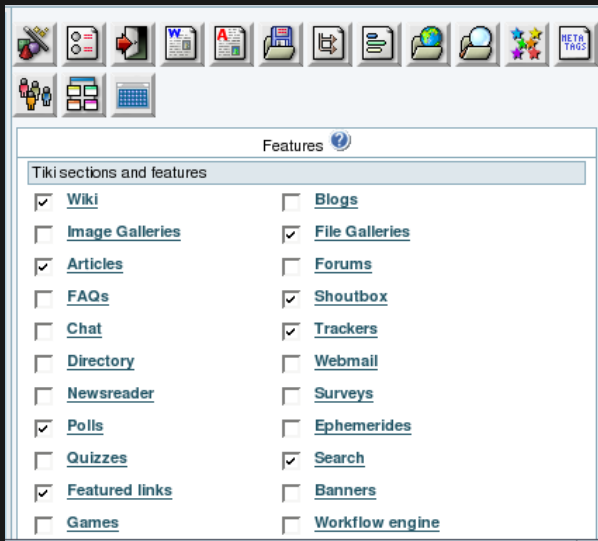 W
A
META
TAGS
Features ?
Tiki sections and features
Wiki Blogs
Image Galleries File Galleries
Articles Forums
FAQs Shoutbox
Chat Trackers
Directory Webmail
Newsreader Surveys
Polls Ephemerides
Quizzes Search
Featured links Banners
Games Workflow engine